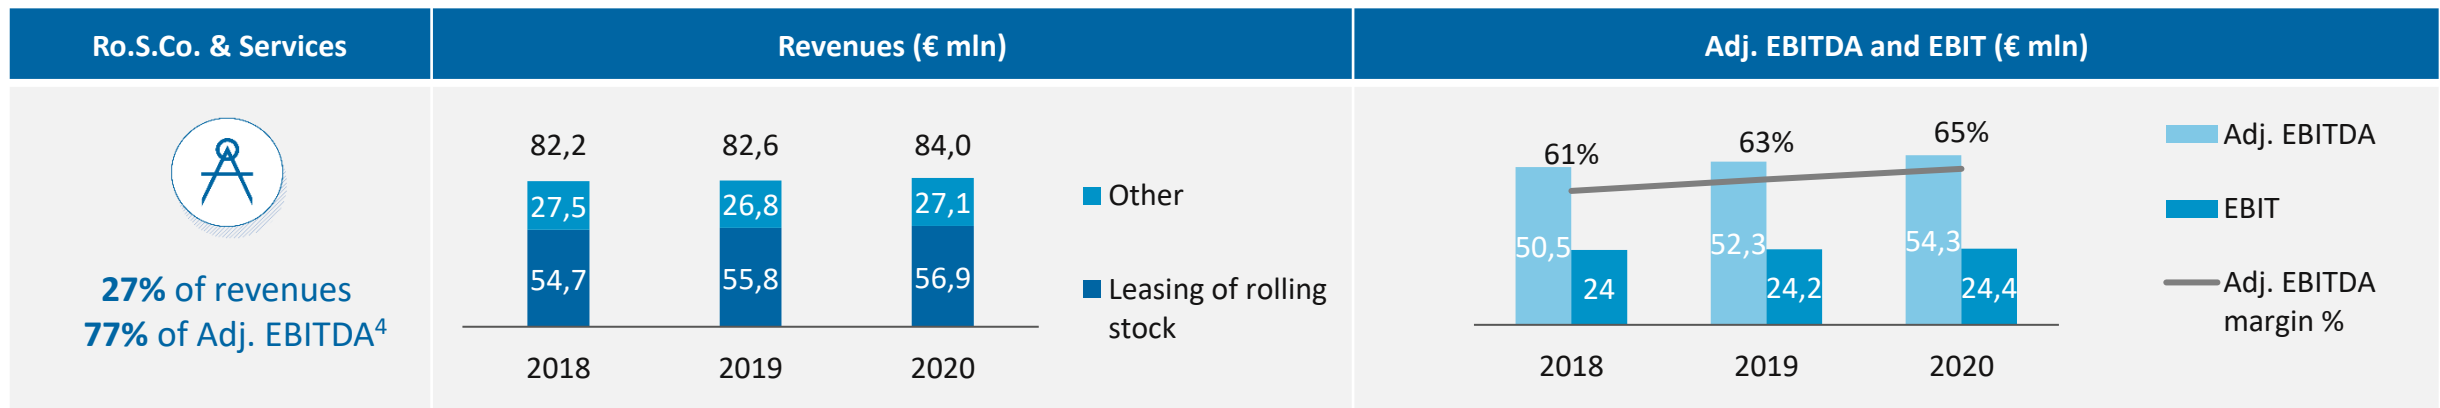 Ro.S.Co. & Services
Revenues (€ mln)
Adj. EBITDA and EBIT (€ mln)
27% of revenues
77% of Adj. EBITDA4
82,2
82,6
84,0
27,5
26,8
27,1
54,7
55,8
56,9
2018
2019
2020
Other
Leasing of rolling
stock
61%
63%
65%
50,5
52,3
54,3
24
24,2
24,4
2018
2019
2020
Adj. EBITDA
EBIT
Adj. EBITDA
margin %